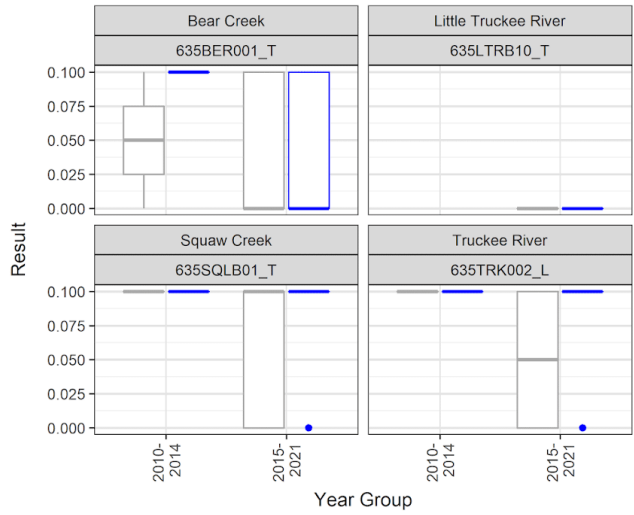 Bear Creek
Little Truckee River
635BER001_T
635LTRB10_T
0.100
0.075
0.050
0.025
0.000
Result
Squaw Creek
Truckee River
635SQLB01_T
635TRK002_L
0.100
0.075
0.050
0.025
0.000
2010-
2014
2015-
2021
2010-
2014
2015-
2021
Year Group